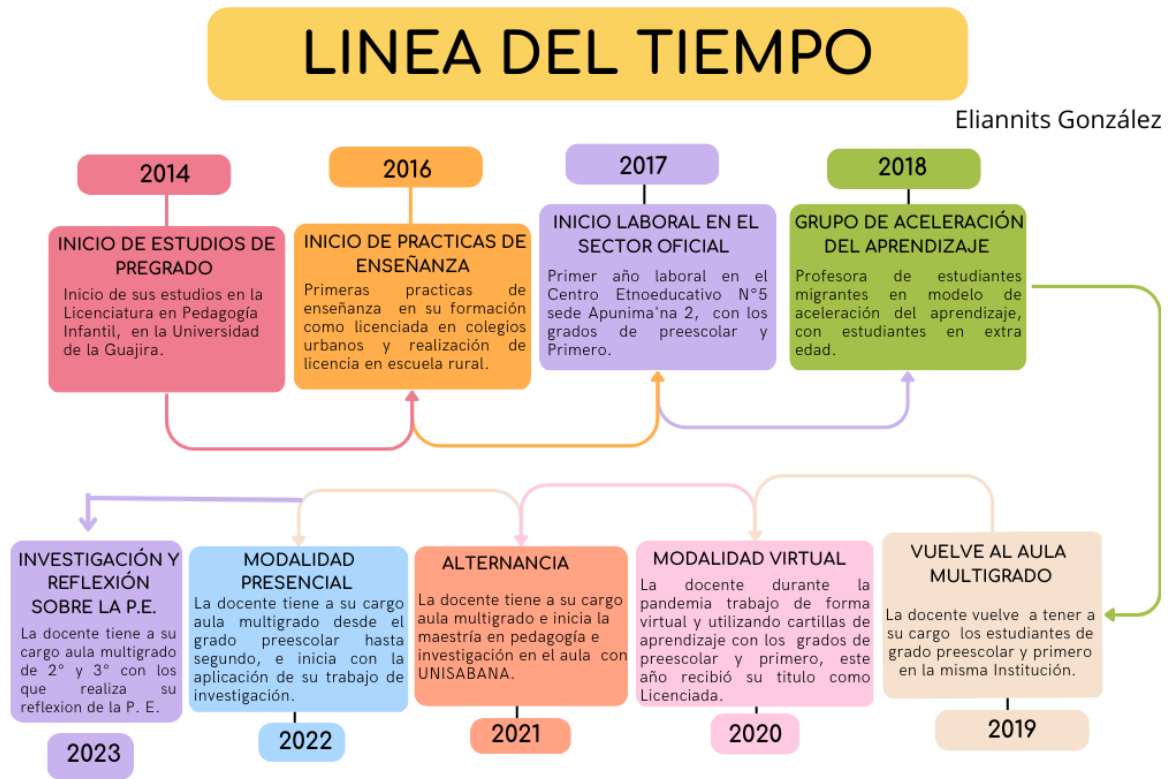 LINEA DEL TIEMPO
Eliannits González
2014
INICIO DE ESTUDIOS DE
PREGRADO
Inicio de sus estudios en la
Licenciatura en Pedagogía
Infantil, en la Universidad
de la Guajira.
2016
INICIO DE PRACTICAS DE
ENSEÑANZA
Primeras practicas de
enseñanza en su formación
como licenciada en colegios
urbanos y realización de
licencia en escuela rural.
2017
INICIO LABORAL EN EL
SECTOR OFICIAL
Primer año laboral en el
Centro Etnoeducativo N°5
sede Apunima'na 2, con los
grados de preescolar y
Primero.
2018
GRUPO DE ACELERACIÓN
DEL APRENDIZAJE
Profesora de estudiantes
migrantes en modelo de
aceleración del aprendizaje,
con estudiantes en extra
edad.
VUELVE AL AULA
MULTIGRADO
La docente vuelve a tener a
su cargo los estudiantes de
grado preescolar y primero
en la misma Institución.
2019
MODALIDAD VIRTUAL
La docente durante la
pandemia trabajo de forma
virtual y utilizando cartillas de
aprendizaje con los grados de
preescolar y primero, este
año recibió su titulo como
Licenciada.
2020
ALTERNANCIA
La docente tiene a su cargo
aula multigrado e inicia la
maestría en pedagogía e
investigación en el aula con
UNISABANA.
2021
MODALIDAD
PRESENCIAL
La docente tiene a su cargo
aula multigrado desde el
grado preescolar hasta
segundo, e inicia con la
aplicación de su trabajo de
investigación.
2022
INVESTIGACIÓN Y
REFLEXIÓN
SOBRE LA P.E.
La docente tiene a su
cargo aula multigrado
de 2° y 3° con los
que realiza su
reflexion de la P. E.
2023